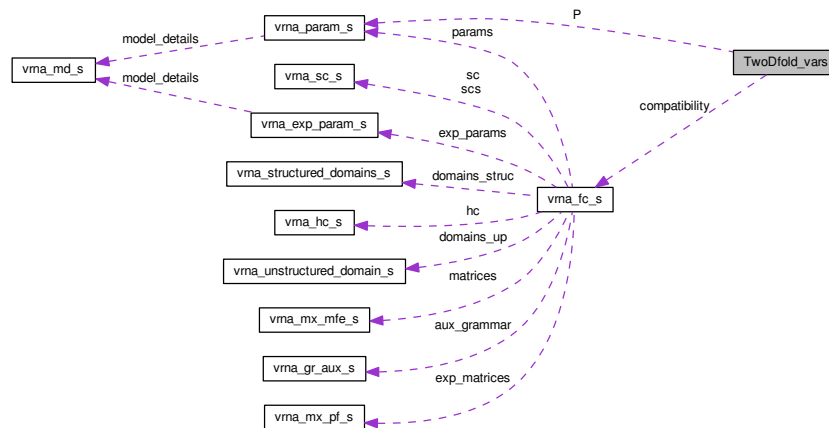 P
vrna_param_s
params
model_details
TwoDfold_vars
vrna_md_s
sc
scs
vrna_sc_s
model_details
compatibility
vrna_exp_param_s
exp_params
vrna_structured_domains_s
domains_struc
vrna_fc_s
hc
vrna_hc_s
domains_up
vrna_unstructured_domain_s
matrices
vrna_mx_mfe_s
aux_grammar
vrna_gr_aux_s
exp_matrices
vrna_mx_pf_s